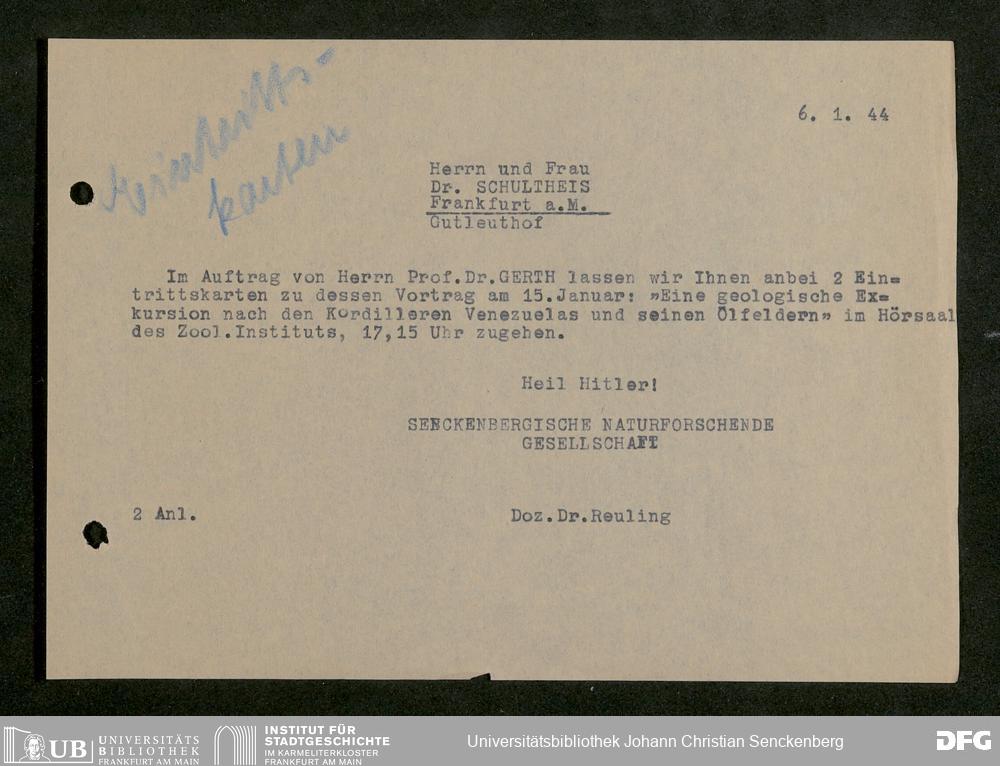 Eintritts-
karten
6. 1. 44
Herrn und Frau
Dr. SCHULTHEIS
Frankfurt a.M.
Gutleuthof
Im Auftrag von Herrn Prof.Dr.GERTH lassen wir Ihnen anbei 2 Ein=
trittskarten zu dessen Vortrag am 15.Januar: »Eine geologische Ex=
kursion nach den Kordilleren Venezuelas und seinen Ölfeldern» im Hörsaal
des Zool.Instituts, 17,15 Uhr zugehen.
Heil Hitler!
SENCKENBERGISCHE NATURFORSCHENDE
GESELLSCHAFT
2 Anl.
Doz.Dr.Reuling
UB UNIVERSITÄTS
BIBLIOTHEK
FRANKFURT AM MAIN
INSTITUT FÜR
STADTGESCHICHTE
IM KARMELITERKLOSTER
FRANKFURT AM MAIN
Universitätsbibliothek Johann Christian Senckenberg
DFG